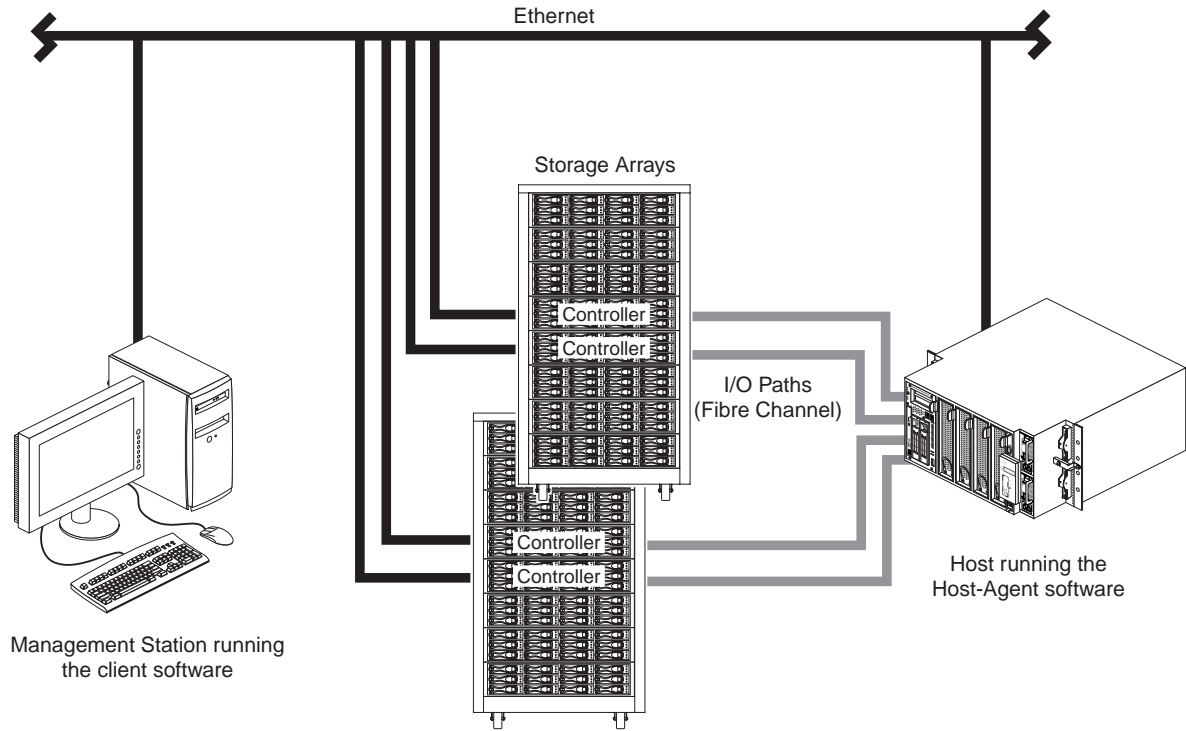 Ethernet
Storage Arrays
Controller
Controller
I/O Paths
(Fibre Channel)
Controller
Controller
Host running the
Host-Agent software
Management Station running
the client software